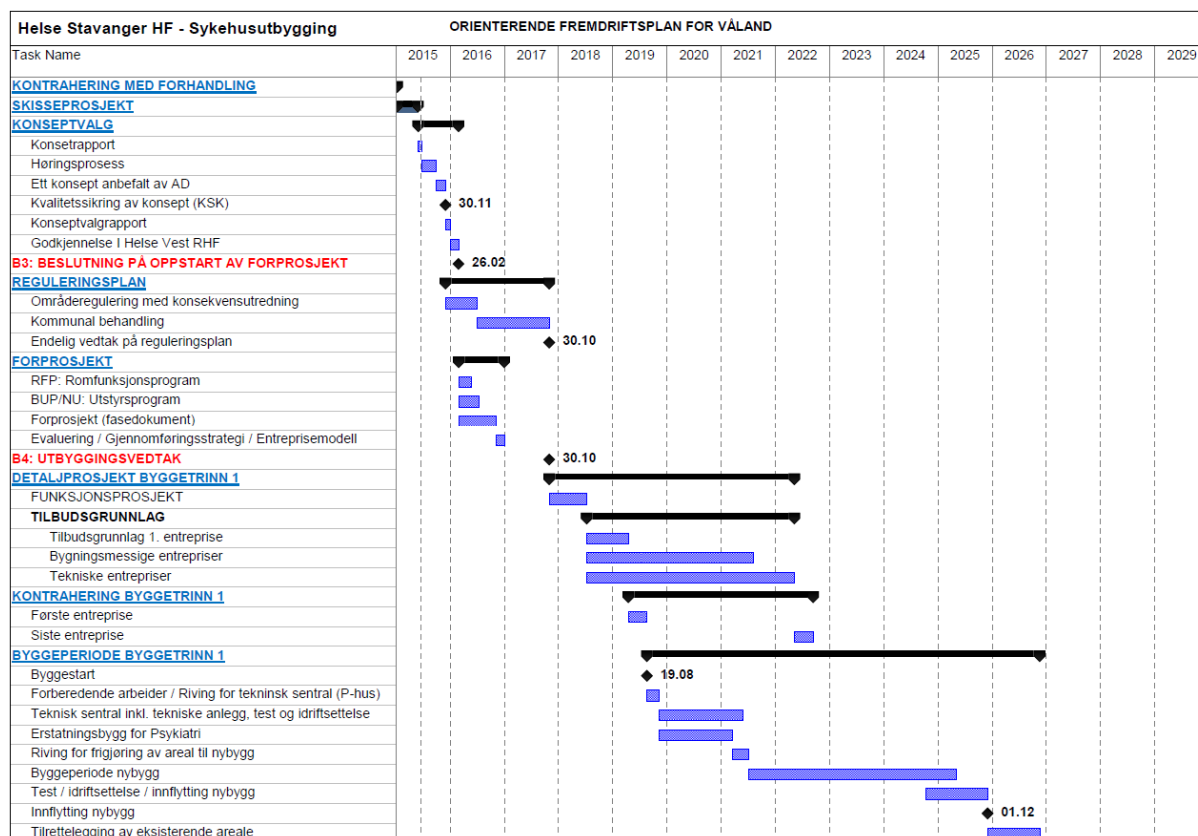 Helse Stavanger HF - Sykehusutbygging
ORIENTERENDE FREMDRIFTSPLAN FOR VÅLAND
Task Name
2015 2016 2017 2018 2019 2020 2021 2022 2023 2024 2025 2026 2027 2028 2029
KONTRAHERING MED FORHANDLING
SKISSEPROSJEKT
KONSEPTVALG
Konsetrapport
Høringsprosess
Ett konsept anbefalt av AD
Kvalitetssikring av konsept (KSK) 30.11
Konseptvalgrapport
Godkjennelse I Helse Vest RHF
B3: BESLUTNING PÅ OPPSTART AV FORPROSJEKT 26.02
REGULERINGSPLAN
Områderegulering med konsekvensutredning
Kommunal behandling
Endelig vedtak på reguleringsplan 30.10
FORPROSJEKT
RFP: Romfunksjonsprogram
BUP/NU: Utstyrsprogram
Forprosjekt (fasedokument)
Evaluering / Gjennomføringsstrategi / Entreprisemodell
B4: UTBYGGINGSVEDTAK 30.10
DETALJPROSJEKT BYGGETRINN 1
FUNKSJONSPROSJEKT
TILBUDSGRUNNLAG
Tilbudsgrunnlag 1. entreprise
Bygningsmessige entrepriser
Tekniske entrepriser
KONTRAHERING BYGGETRINN 1
Første entreprise
Siste entreprise
BYGGEPERIODE BYGGETRINN 1
Byggestart 19.08
Forberedende arbeider / Riving for tekninsk sentral (P-hus)
Teknisk sentral inkl. tekniske anlegg, test og idriftsettelse
Erstatningsbygg for Psykiatri
Riving for frigjøring av areal til nybygg
Byggeperiode nybygg
Test / idriftsettelse / innflytting nybygg
Innflytting nybygg 01.12
Tilrettelegging av eksisterende areale